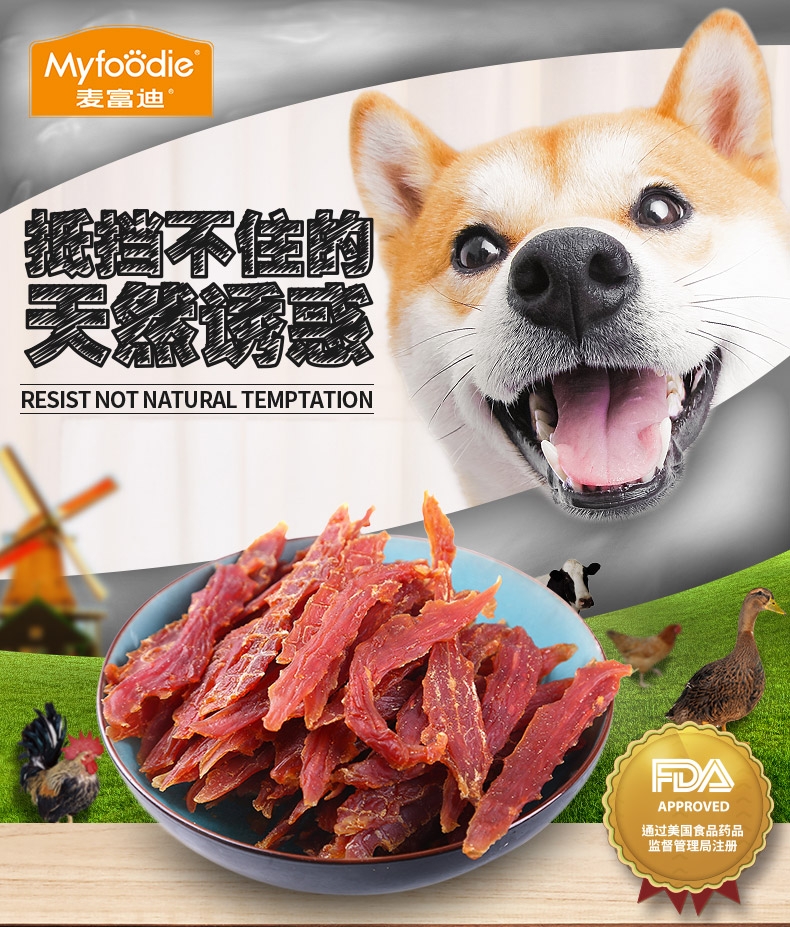 Myfoodie®
麦富迪®
抵挡不住的
天然诱惑
RESIST NOT NATURAL TEMPTATION
FDA
APPROVED
通过美国食品药品
监督管理局注册